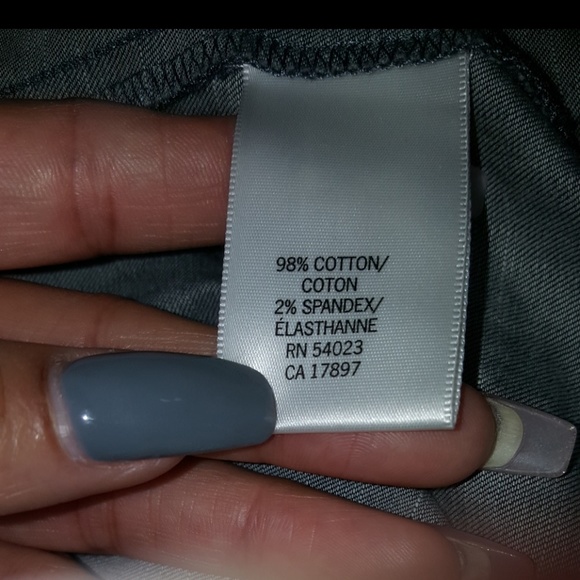 98% COTTON/
COTON
2% SPANDEX/
ÉLASTHANNE
RN 54023
CA 17897